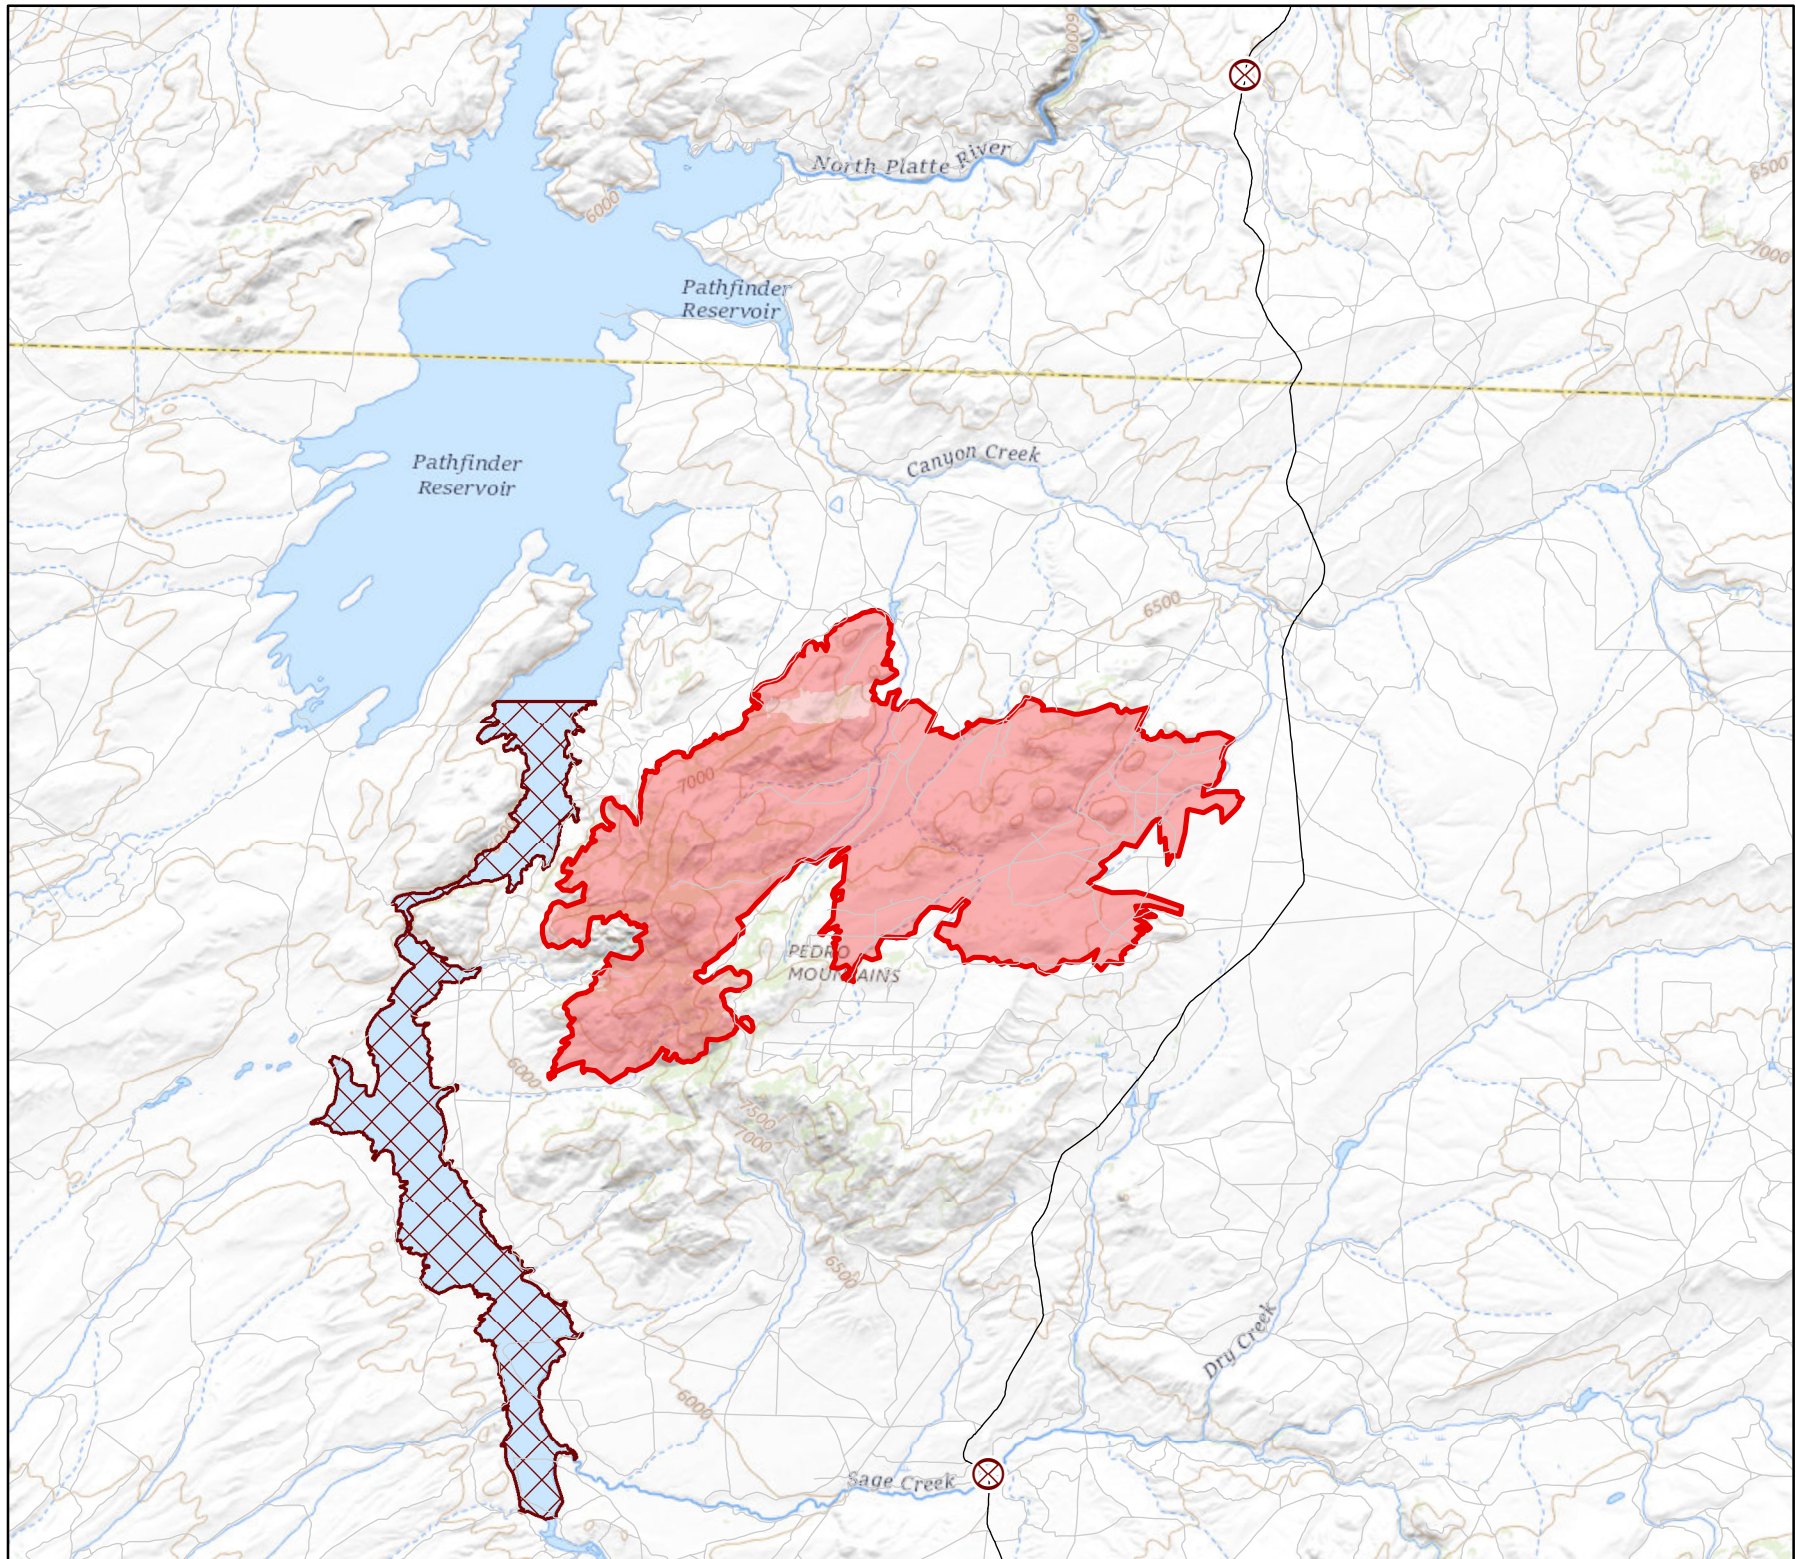 6000
North Platte River
6500
6000
7000
Pathfinder
Reservoir
Canyon Creek
Pathfinder
Reservoir
6500
7000
PEDRO
MOUNTAINS
6000
7500
7000
6500
Dry Creek
6000
Sage Creek